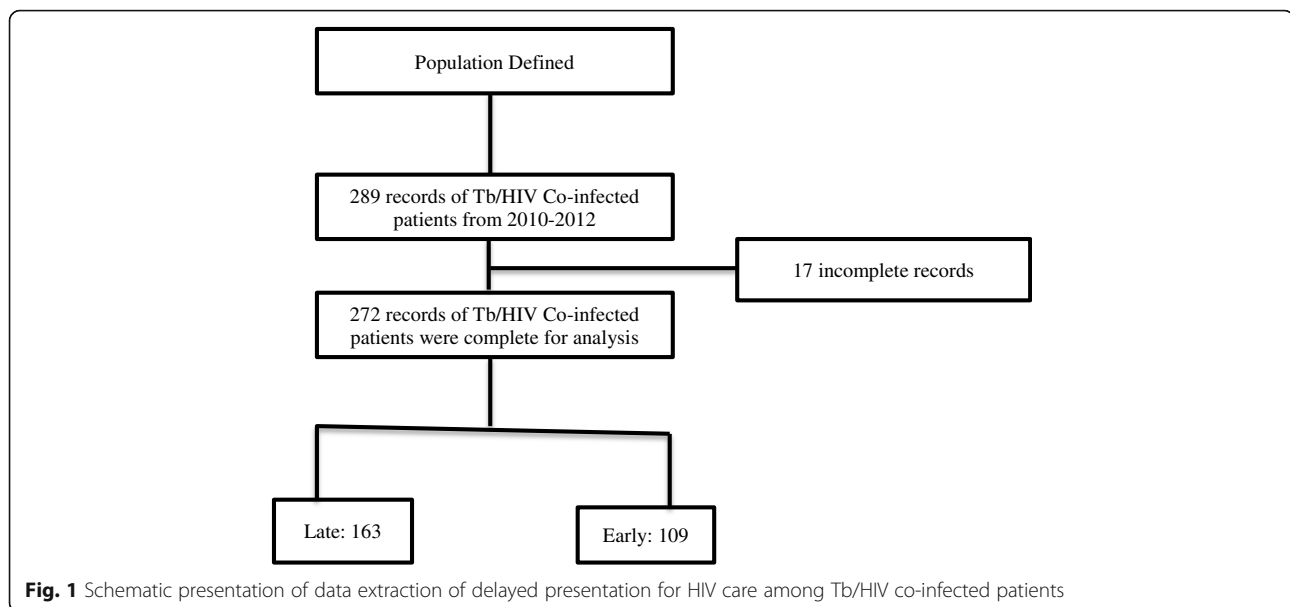 Population Defined
289 records of Tb/HIV Co-infected
patients from 2010-2012
17 incomplete records
272 records of Tb/HIV Co-infected
patients were complete for analysis
Late: 163
Early: 109
Fig. 1 Schematic presentation of data extraction of delayed presentation for HIV care among Tb/HIV co-infected patients